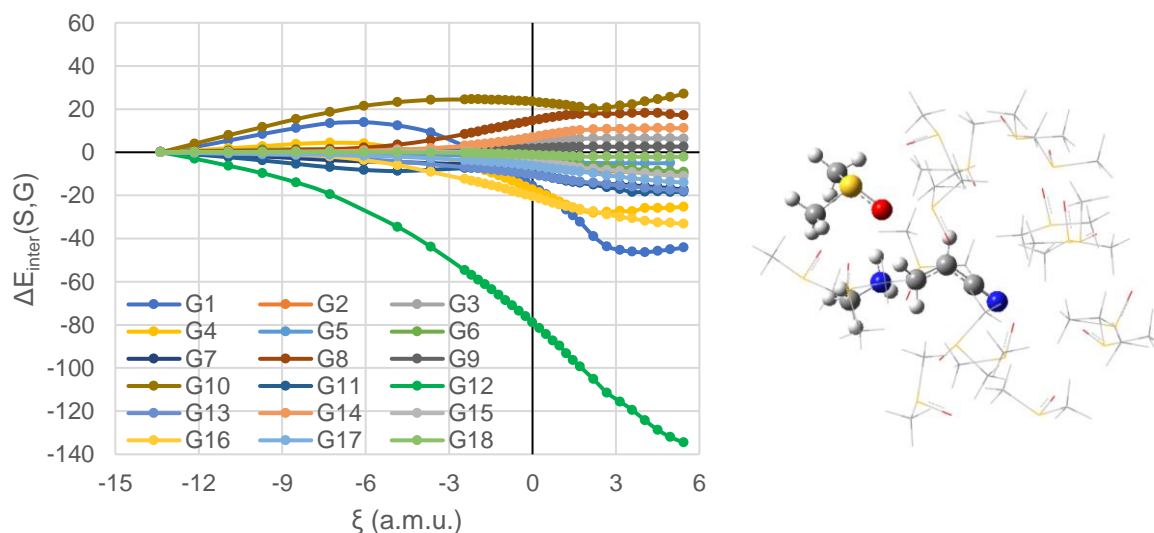 ΔE_inter(S,G)
60
40
20
0
-20
-40
-60
-80
-100
-120
-140
G1 G2 G3
G4 G5 G6
G7 G8 G9
G10 G11 G12
G13 G14 G15
G16 G17 G18
-15 -12 -9 -6 -3 0 3 6
ξ (a.m.u.)